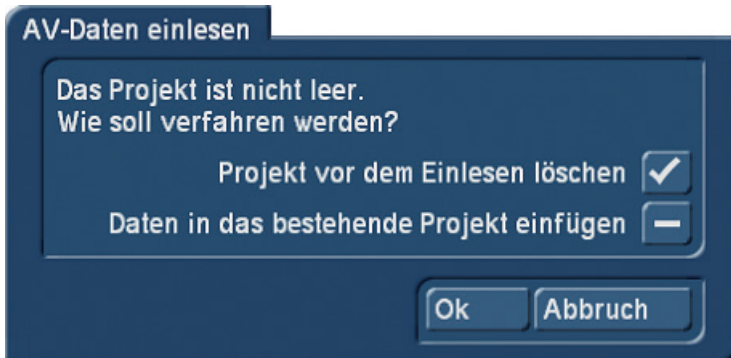 AV-Daten einlesen
Das Projekt ist nicht leer.
Wie soll verfahren werden?
Projekt vor dem Einlesen löschen
Daten in das bestehende Projekt einfügen
Ok Abbruch